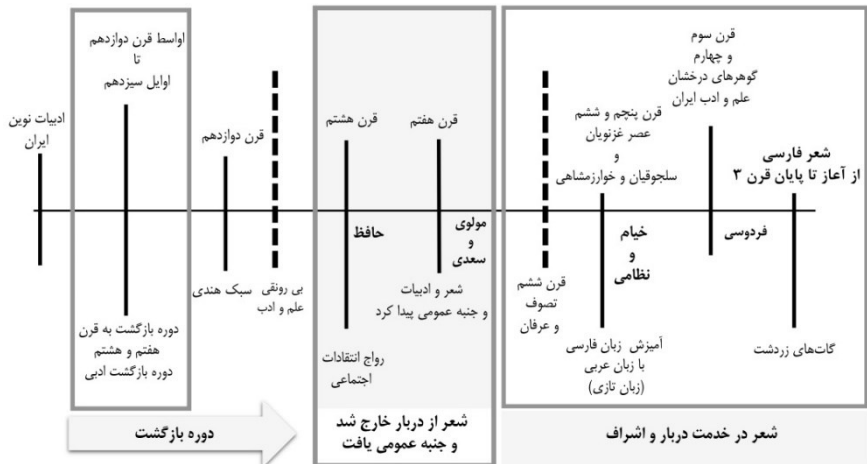 قرن سوم
و چهارم
گوهرهای درخشان
علم و ادب ایران
شعر فارسی
از آغاز تا پایان قرن ۳
فردوسی
گات‌های زردشت
قرن پنجم و ششم
عصر غزنویان
و
سلجوقیان و خوارزمشاهی
خیام
و
نظامی
آمیزش زبان فارسی
با زبان عربی
(زبان تازی)
قرن ششم
تصوف
و عرفان
شعر در خدمت دربار و اشراف
قرن هفتم
مولوی
و
سعدی
شعر و ادبیات
و جنبه عمومی پیدا کرد
قرن هشتم
حافظ
رواج انتقادات
اجتماعی
شعر از دربار خارج شد
و جنبه عمومی یافت
بی رونقی
علم و ادب
قرن دوازدهم
سبک هندی
اواسط قرن دوازدهم
تا
اوایل سیزدهم
دوره بازگشت به قرن
هفتم و هشتم
دوره بازگشت ادبی
دوره بازگشت
ادبیات نوین
ایران